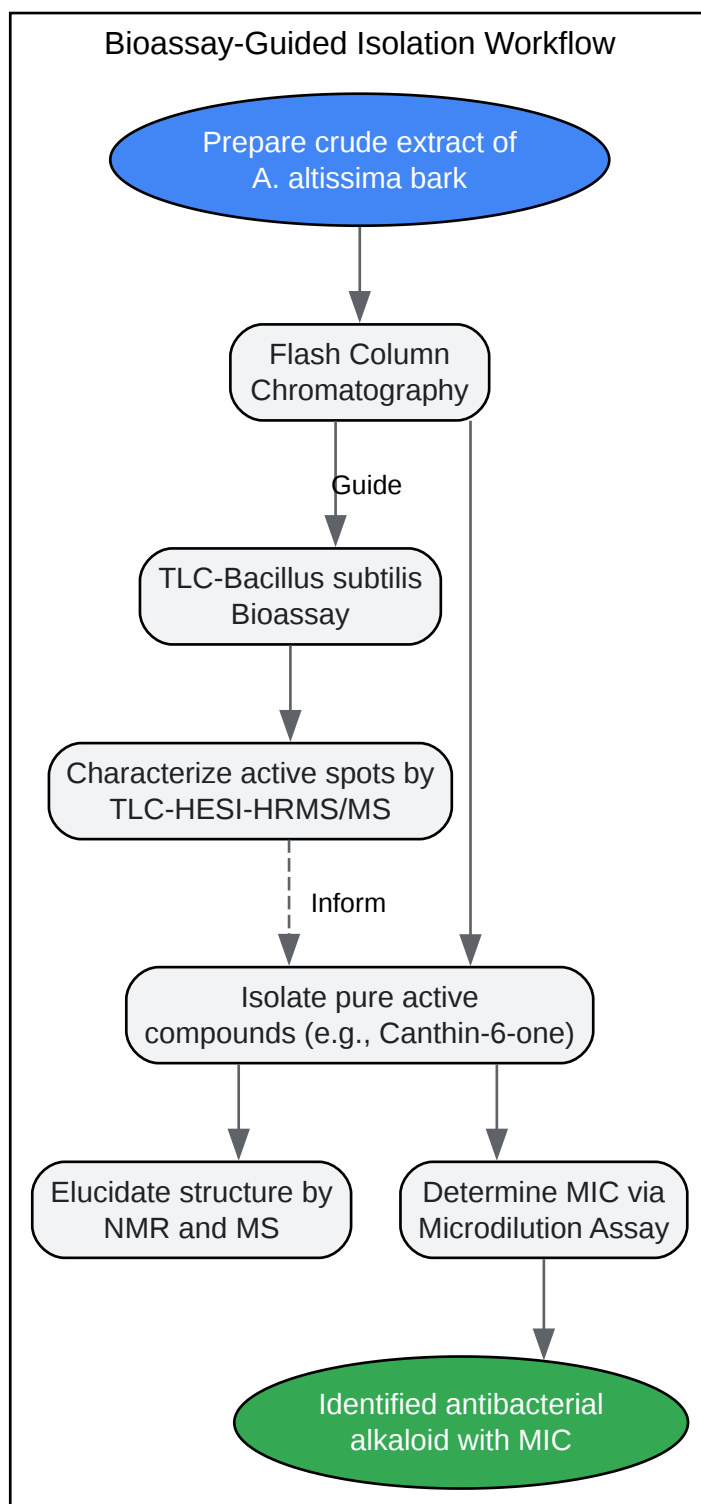 Bioassay-Guided Isolation Workflow
Prepare crude extract of
A. altissima bark
Flash Column
Chromatography
Guide
TLC-Bacillus subtilis
Bioassay
Characterize active spots by
TLC-HESI-HRMS/MS
Inform
Isolate pure active
compounds (e.g., Canthin-6-one)
Elucidate structure by
NMR and MS
Determine MIC via
Microdilution Assay
Identified antibacterial
alkaloid with MIC